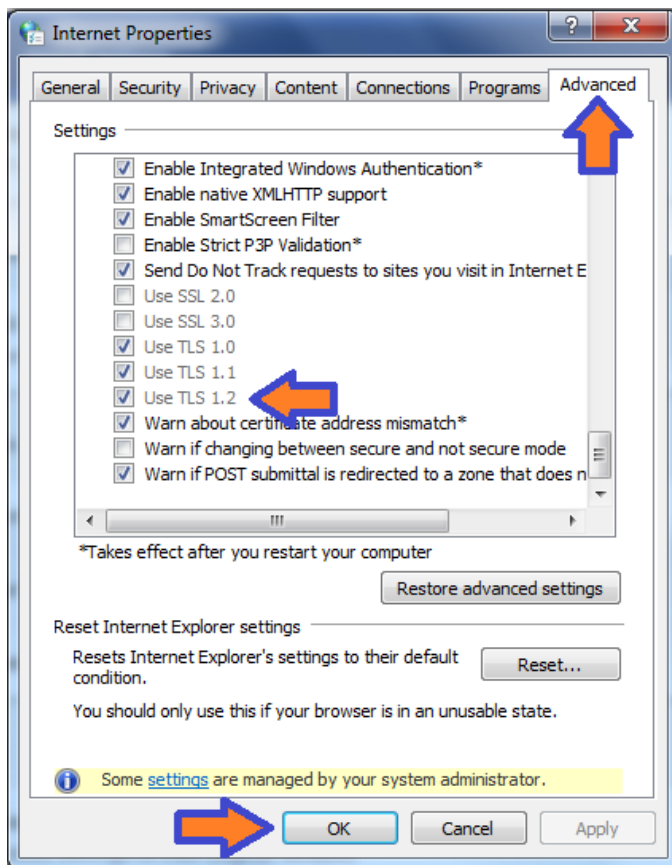 Internet Properties
General Security Privacy Content Connections Programs Advanced
Settings
Enable Integrated Windows Authentication*
Enable native XMLHTTP support
Enable SmartScreen Filter
Enable Strict P3P Validation*
Send Do Not Track requests to sites you visit in Internet E
Use SSL 2.0
Use SSL 3.0
Use TLS 1.0
Use TLS 1.1
Use TLS 1.2
Warn about certificate address mismatch*
Warn if changing between secure and not secure mode
Warn if POST submittal is redirected to a zone that does n
*Takes effect after you restart your computer
Restore advanced settings
Reset Internet Explorer settings
Resets Internet Explorer's settings to their default
condition.
Reset...
You should only use this if your browser is in an unusable state.
Some settings are managed by your system administrator.
OK Cancel Apply